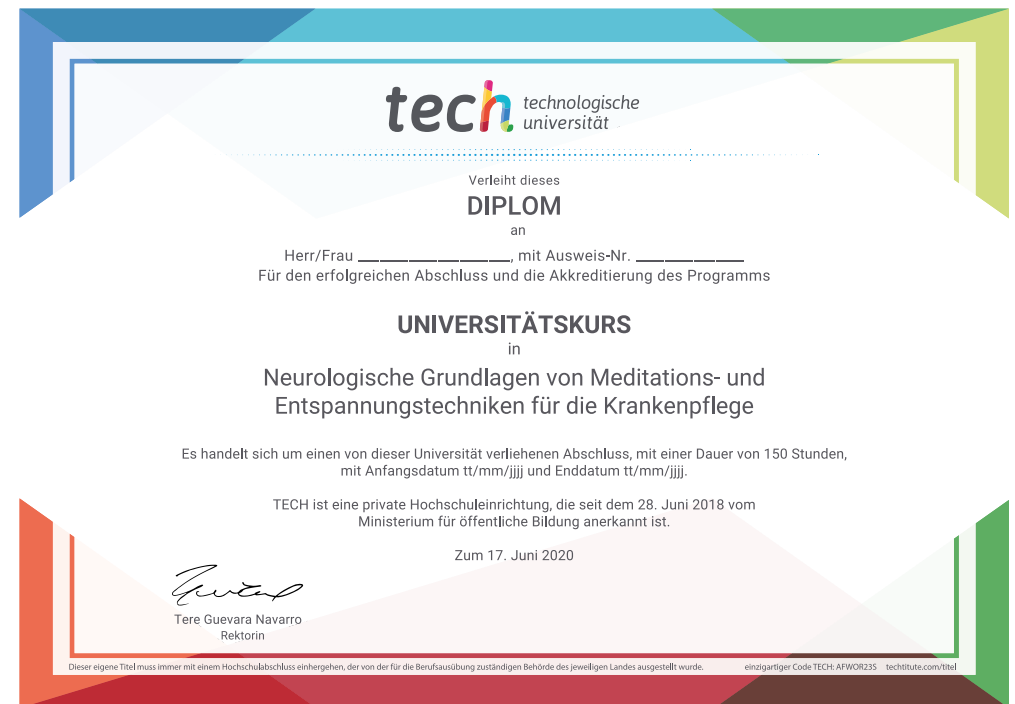 tech technologische
universität
Verleiht dieses
DIPLOM
an
Herr/Frau ________________, mit Ausweis-Nr. ___________
Für den erfolgreichen Abschluss und die Akkreditierung des Programms
UNIVERSITÄTSKURS
in
Neurologische Grundlagen von Meditations- und
Entspannungstechniken für die Krankenpflege
Es handelt sich um einen von dieser Universität verliehenen Abschluss, mit einer Dauer von 150 Stunden,
mit Anfangsdatum tt/mm/jjjj und Enddatum tt/mm/jjjj.
TECH ist eine private Hochschuleinrichtung, die seit dem 28. Juni 2018 vom
Ministerium für öffentliche Bildung anerkannt ist.
Zum 17. Juni 2020
Tere Guevara Navarro
Rektorin
Dieser eigene Titel muss immer mit einem Hochschulabschluss einhergehen, der von der für die Berufsausübung zuständigen Behörde des jeweiligen Landes ausgestellt wurde. einzigartiger Code TECH: AFWOR23S techtitute.com/titel